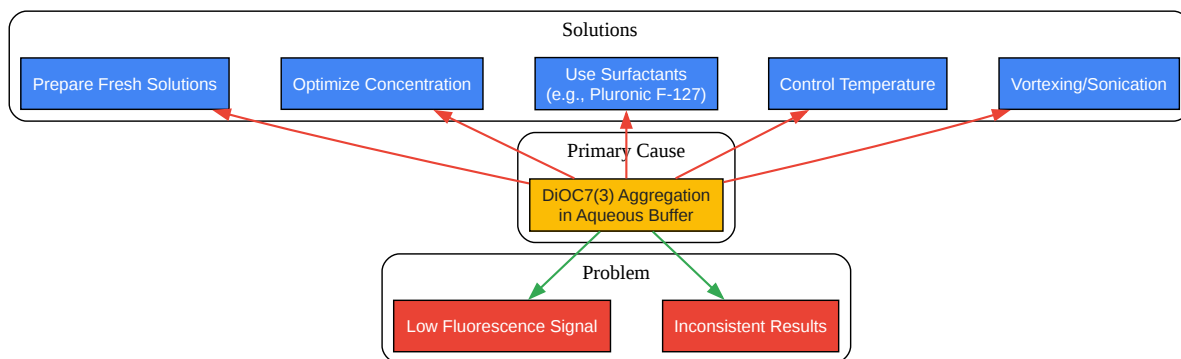 Solutions
Prepare Fresh Solutions
Optimize Concentration
Use Surfactants
(e.g., Pluronic F-127)
Control Temperature
Vortexing/Sonication
Primary Cause
DiOC7(3) Aggregation
in Aqueous Buffer
Problem
Low Fluorescence Signal
Inconsistent Results